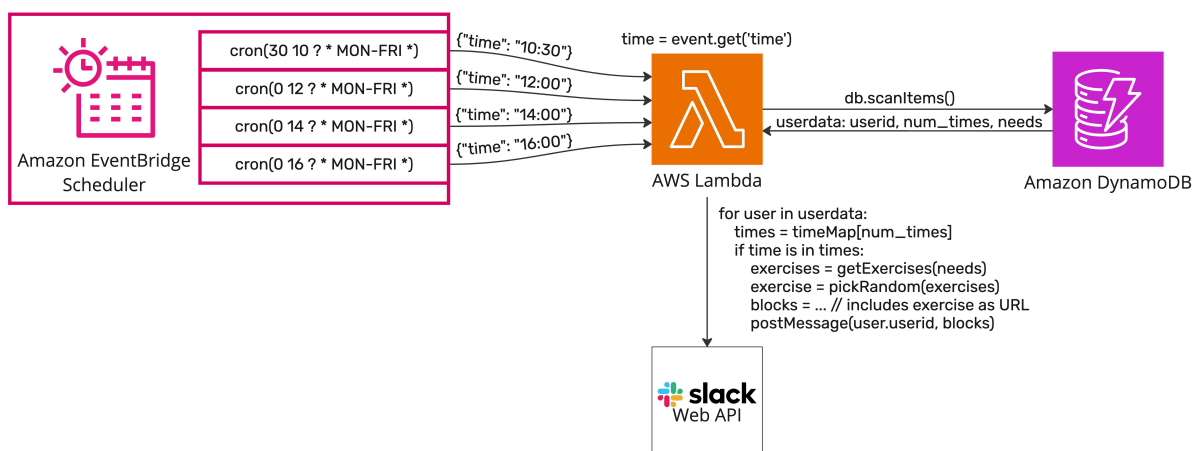 cron(30 10 ? * MON-FRI *)
cron(0 12 ? * MON-FRI *)
cron(0 14 ? * MON-FRI *)
cron(0 16 ? * MON-FRI *)
Amazon EventBridge
Scheduler
{"time": "10:30"}
{"time": "12:00"}
{"time": "14:00"}
{"time": "16:00"}
time = event.get('time')
AWS Lambda
db.scanItems()
userdata: userid, num_times, needs
Amazon DynamoDB
for user in userdata:
times = timeMap[num_times]
if time is in times:
exercises = getExercises(needs)
exercise = pickRandom(exercises)
blocks = ... // includes exercise as URL
postMessage(user.userid, blocks)
slack
Web API